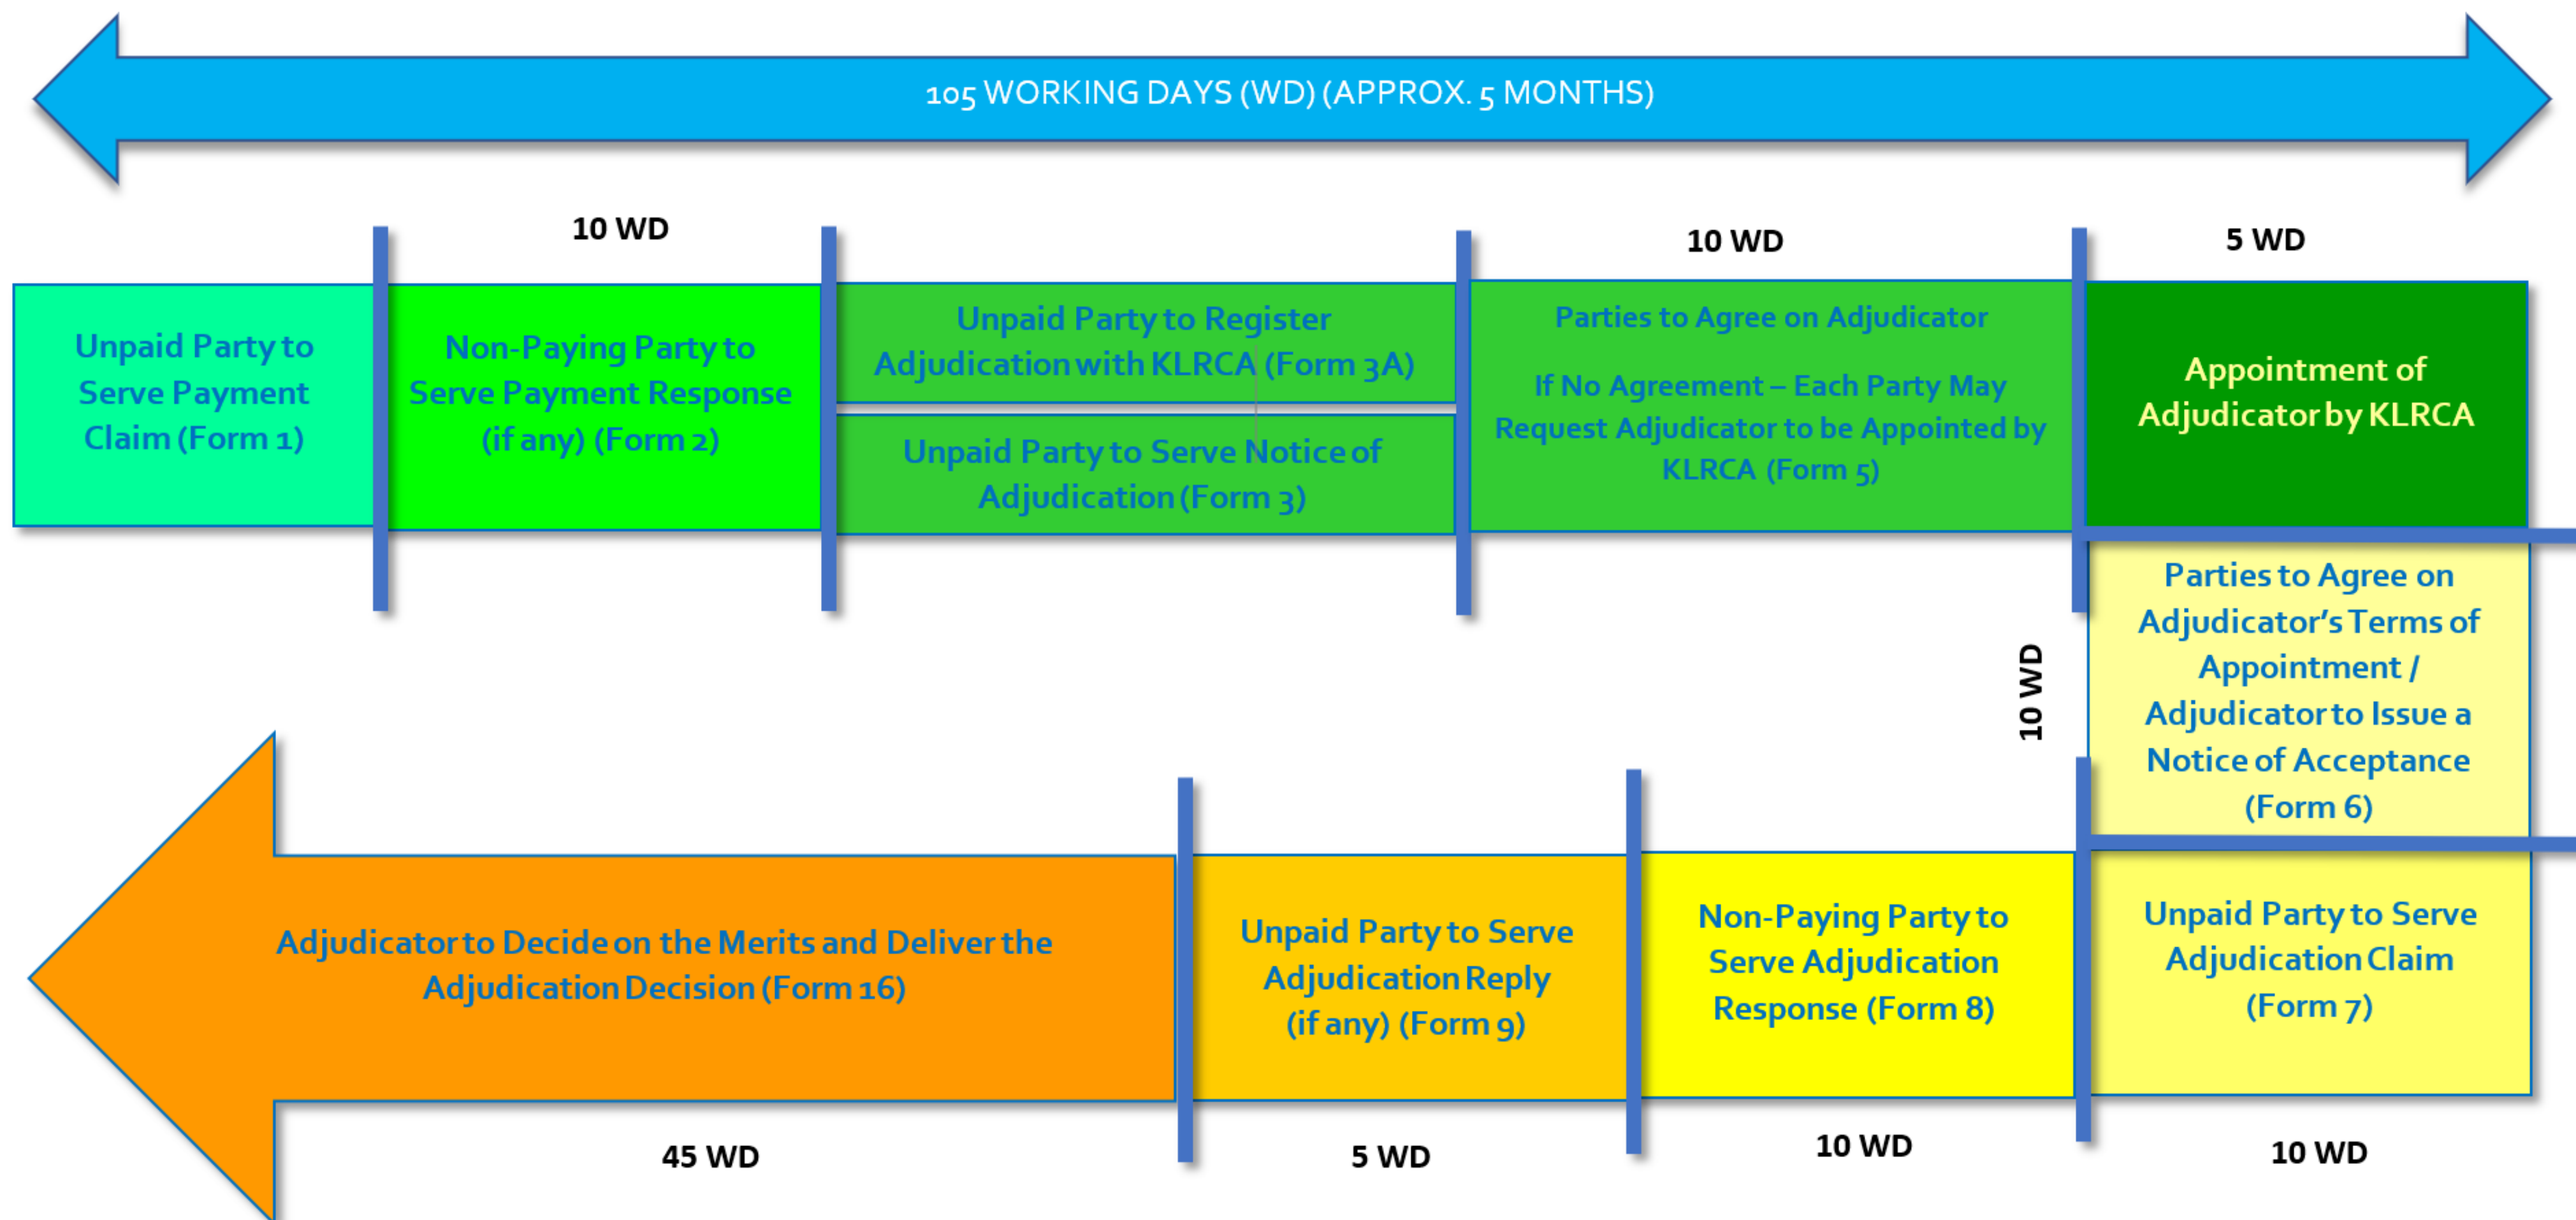 105 WORKING DAYS (WD) (APPROX. 5 MONTHS)
10 WD
10 WD
5 WD
Unpaid Party to
Serve Payment
Claim (Form 1)
Non-Paying Party to
Serve Payment Response
(if any) (Form 2)
Unpaid Party to Register
Adjudication with KLRCA (Form 3A)
Unpaid Party to Serve Notice of
Adjudication (Form 3)
Parties to Agree on Adjudicator
If No Agreement – Each Party May
Request Adjudicator to be Appointed by
KLRCA (Form 5)
Appointment of
Adjudicator by KLRCA
10 WD
Parties to Agree on
Adjudicator's Terms of
Appointment /
Adjudicator to Issue a
Notice of Acceptance
(Form 6)
Unpaid Party to Serve
Adjudication Claim
(Form 7)
10 WD
Non-Paying Party to
Serve Adjudication
Response (Form 8)
10 WD
Unpaid Party to Serve
Adjudication Reply
(if any) (Form 9)
5 WD
Adjudicator to Decide on the Merits and Deliver the
Adjudication Decision (Form 16)
45 WD